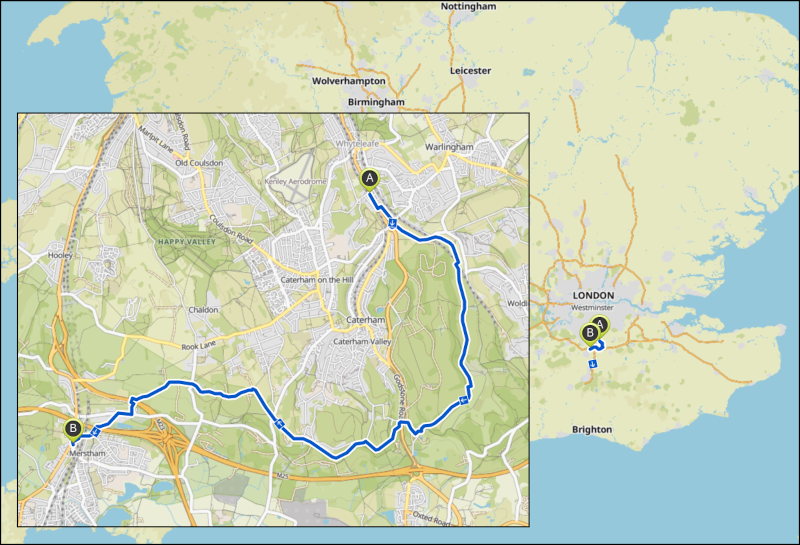 Nottingham
Leicester
Wolverhampton
Birmingham
Marlpit Lane
Old Coulsdon
Whyteleafe
Warlingham
A
Kenley Aerodrome
Coulsdon Road
HAPPY VALLEY
Hooley
Caterham on the Hill
Woldi
Chaldon
Caterham
Rook Lane
Caterham Valley
Godstone Road
M25
B
Merstham
M25
Oxted Road
LONDON
Westminster
A
B
Brighton